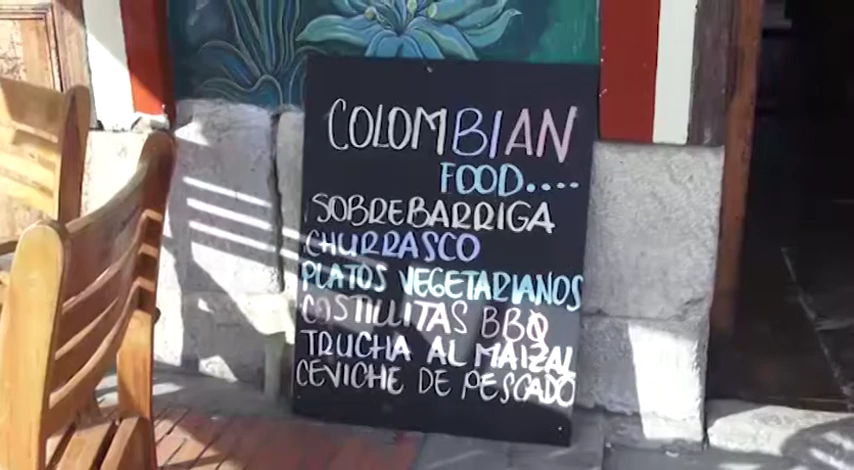 COLOMBIAN
FOOD....
SOBREBARRIGA
CHURRASCO
PLATOS VEGETARIANOS
COSTILLITAS BBQ
TRUCHA AL MAIZAL
CEVICHE DE PESCADO